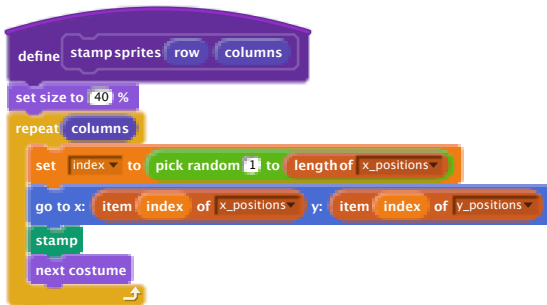 define stamp sprites row columns
set size to 40 %
repeat columns
set index to pick random 1 to length of x_positions
go to x: item index of x_positions y: item index of y_positions
stamp
next costume